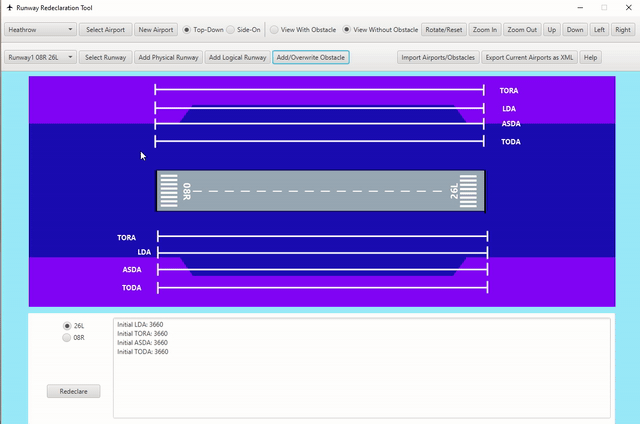 Runway Redeclaration Tool
Heathrow Select Airport New Airport Top-Down Side-On View With Obstacle View Without Obstacle Rotate/Reset Zoom In Zoom Out Up Down Left Right
Runway1 08R 26L Select Runway Add Physical Runway Add Logical Runway Add/Overwrite Obstacle Import Airports/Obstacles Export Current Airports as XML Help
TORA
LDA
ASDA
TODA
08R 26L
TORA
LDA
ASDA
TODA
26L
08R
Redeclare
Initial LDA: 3660
Initial TORA: 3660
Initial ASDA: 3660
Initial TODA: 3660